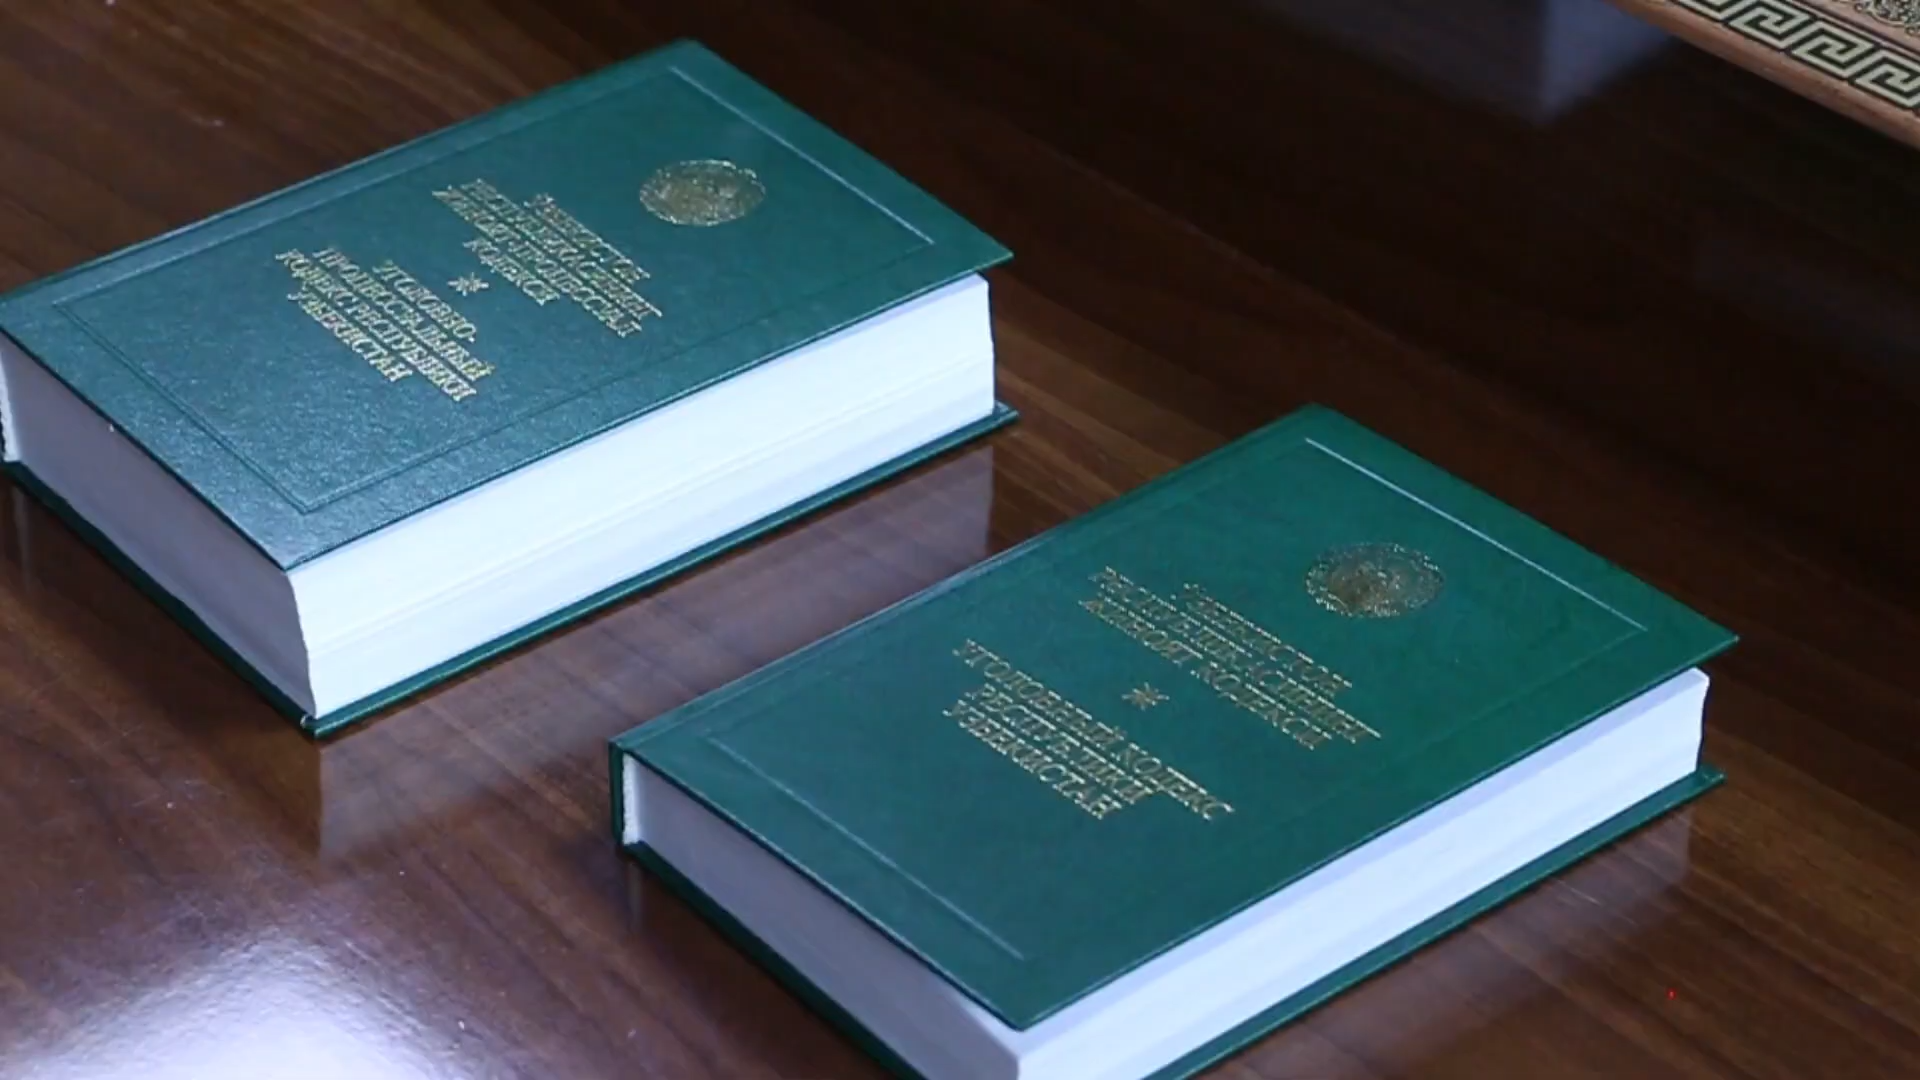 ЎЗБЕКИСТОН
РЕСПУБЛИКАСИНИНГ
ЖИНОЯТ-ПРОЦЕССУАЛ
КОДЕКСИ
УГОЛОВНО-
ПРОЦЕССУАЛЬНЫЙ
КОДЕКС РЕСПУБЛИКИ
УЗБЕКИСТАН
ЎЗБЕКИСТОН
РЕСПУБЛИКАСИНИНГ
ЖИНОЯТ КОДЕКСИ
УГОЛОВНЫЙ КОДЕКС
РЕСПУБЛИКИ
УЗБЕКИСТАН